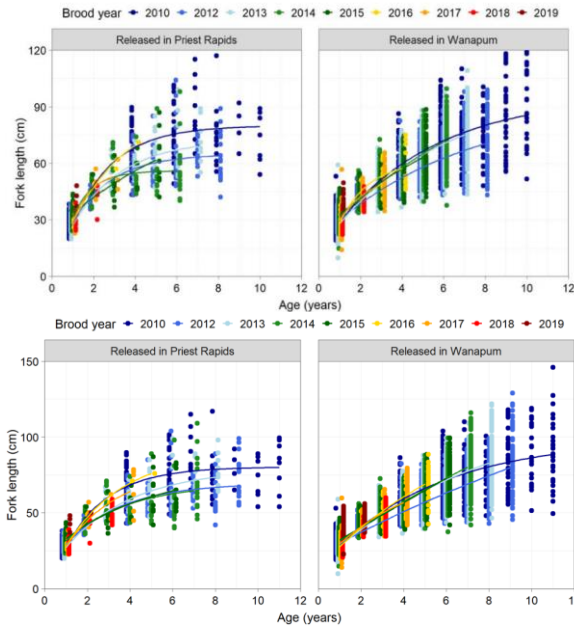 Brood year 2010 2012 2013 2014 2015 2016 2017 2018 2019
Released in Priest Rapids Released in Wanapum
Fork length (cm)
120
90
60
30
0
0 2 4 6 8 10 12 0 2 4 6 8 10 12
Age (years)
Brood year 2010 2012 2013 2014 2015 2016 2017 2018 2019
Released in Priest Rapids Released in Wanapum
Fork length (cm)
150
100
50
0
0 2 4 6 8 10 12 0 2 4 6 8 10 12
Age (years)